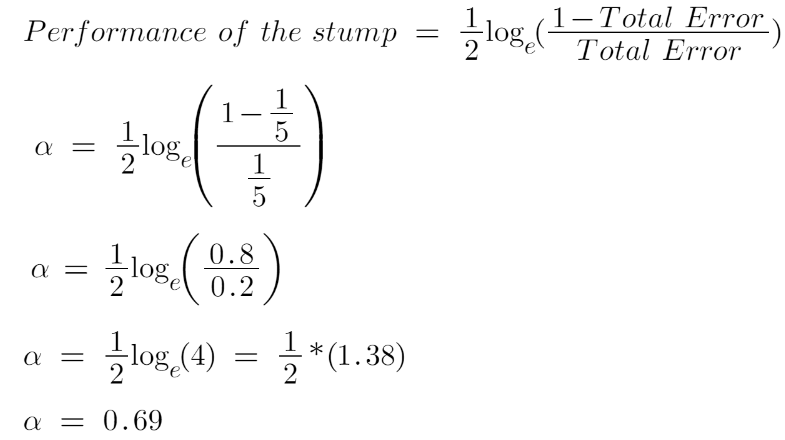 Performance of the stump = 1/2 log_e((1 − Total Error)/(Total Error))
α = 1/2 log_e((1 − 1/5)/(1/5))
α = 1/2 log_e(0.8/0.2)
α = 1/2 log_e(4) = 1/2 *(1.38)
α = 0.69